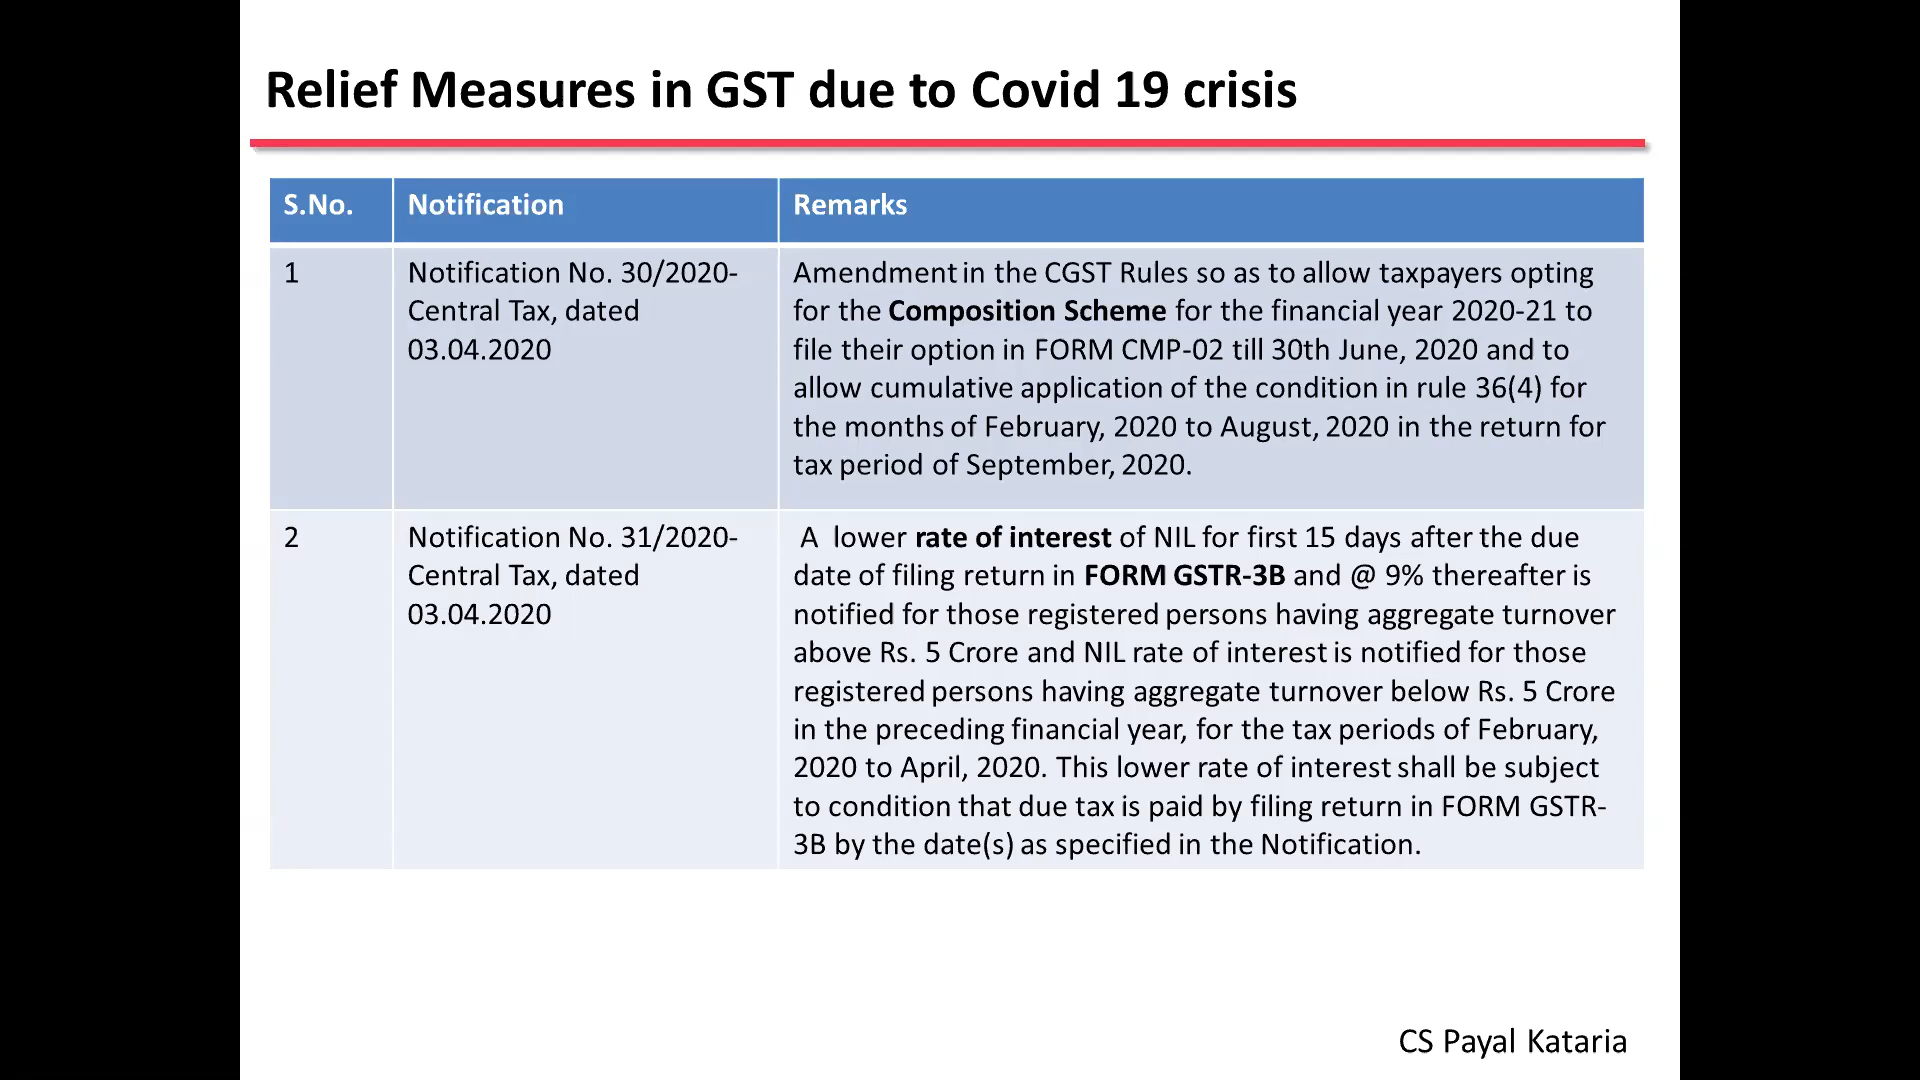 Relief Measures in GST due to Covid 19 crisis
S.No.
Notification
Remarks
1
Notification No. 30/2020-
Central Tax, dated
03.04.2020
Amendment in the CGST Rules so as to allow taxpayers opting
for the Composition Scheme for the financial year 2020-21 to
file their option in FORM CMP-02 till 30th June, 2020 and to
allow cumulative application of the condition in rule 36(4) for
the months of February, 2020 to August, 2020 in the return for
tax period of September, 2020.
2
Notification No. 31/2020-
Central Tax, dated
03.04.2020
A lower rate of interest of NIL for first 15 days after the due
date of filing return in FORM GSTR-3B and @ 9% thereafter is
notified for those registered persons having aggregate turnover
above Rs. 5 Crore and NIL rate of interest is notified for those
registered persons having aggregate turnover below Rs. 5 Crore
in the preceding financial year, for the tax periods of February,
2020 to April, 2020. This lower rate of interest shall be subject
to condition that due tax is paid by filing return in FORM GSTR-
3B by the date(s) as specified in the Notification.
CS Payal Kataria